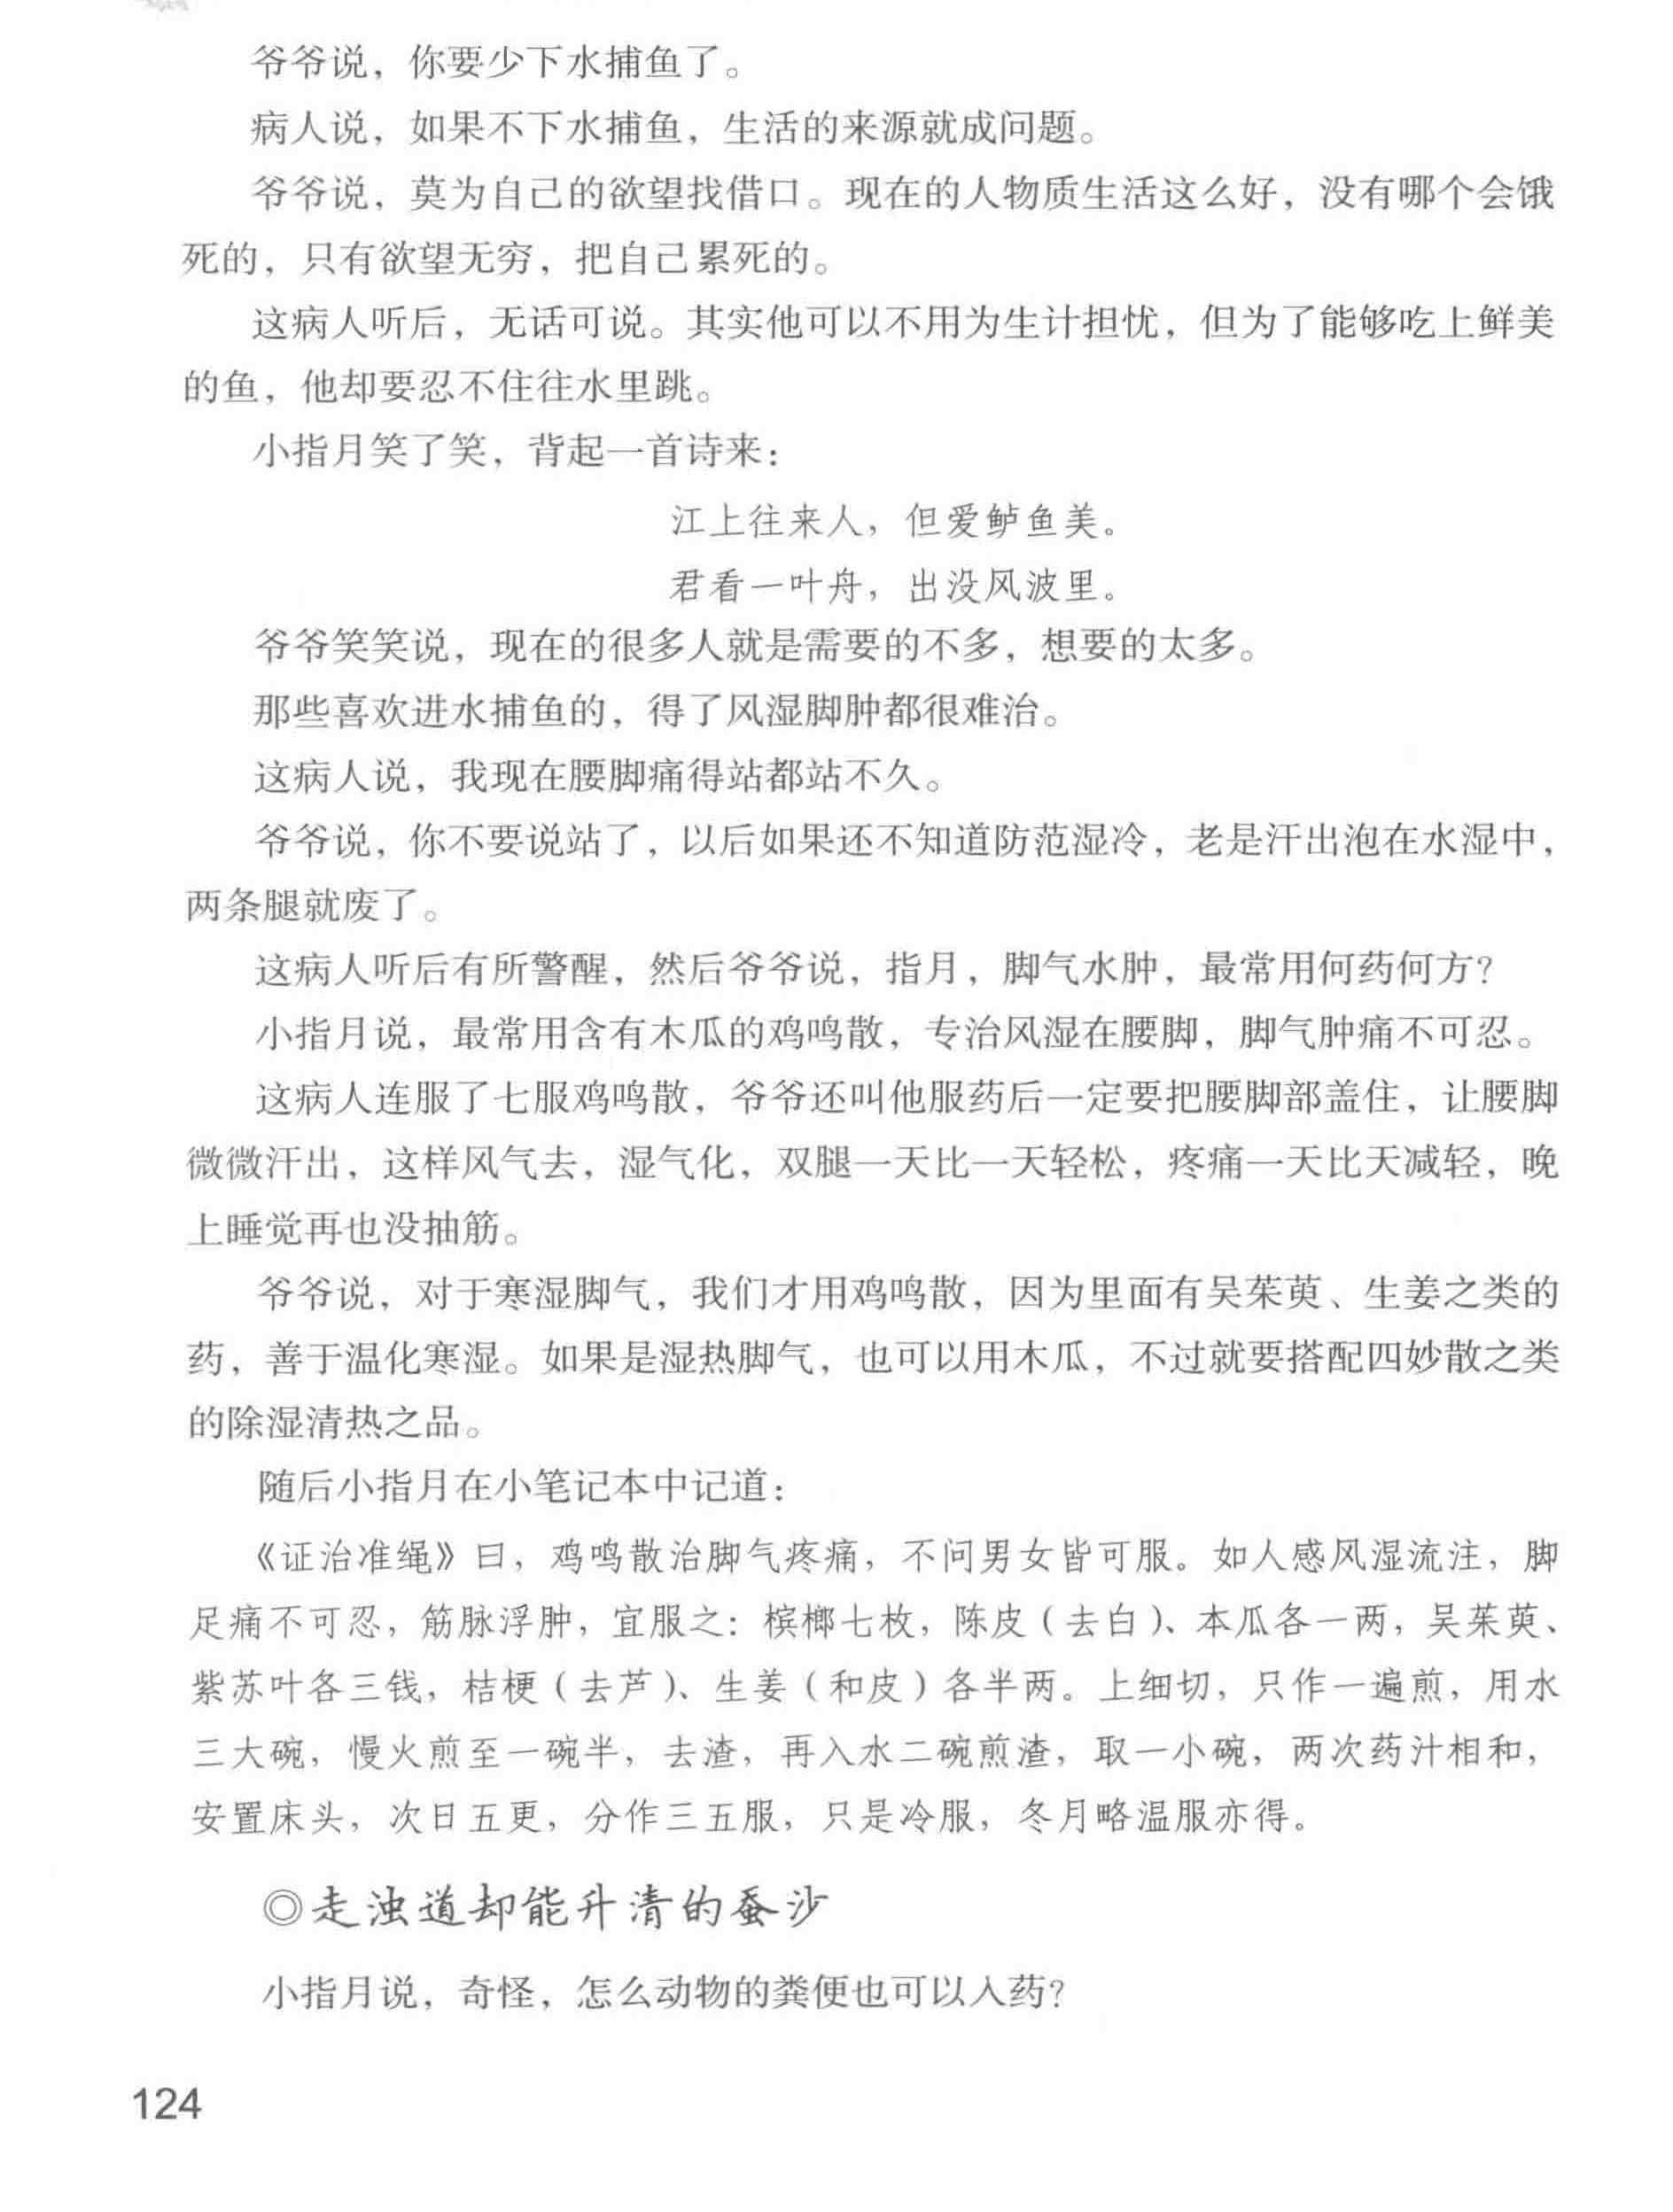 爷爷说，你要少下水捕鱼了。
病人说，如果不下水捕鱼，生活的来源就成问题。
爷爷说，莫为自己的欲望找借口。现在的人物质生活这么好，没有哪个会饿
死的，只有欲望无穷，把自己累死的。
这病人听后，无话可说。其实他可以不用为生计担忧，但为了能够吃上鲜美
的鱼，他却要忍不住往水里跳。
小指月笑了笑，背起一首诗来：
江上往来人，但爱鲈鱼美。
君看一叶舟，出没风波里。
爷爷笑笑说，现在的很多人就是需要的不多，想要的太多。
那些喜欢进水捕鱼的，得了风湿脚肿都很难治。
这病人说，我现在腰脚痛得站都站不久。
爷爷说，你不要说站了，以后如果还不知道防范湿冷，老是汗出泡在水湿中，
两条腿就废了。
这病人听后有所警醒，然后爷爷说，指月，脚气水肿，最常用何药何方？
小指月说，最常用含有木瓜的鸡鸣散，专治风湿在腰脚，脚气肿痛不可忍。
这病人连服了七服鸡鸣散，爷爷还叫他服药后一定要把腰脚部盖住，让腰脚
微微汗出，这样风气去，湿气化，双腿一天比一天轻松，疼痛一天比天减轻，晚
上睡觉再也没抽筋。
爷爷说，对于寒湿脚气，我们才用鸡鸣散，因为里面有吴茱萸、生姜之类的
药，善于温化寒湿。如果是湿热脚气，也可以用木瓜，不过就要搭配四妙散之类
的除湿清热之品。
随后小指月在小笔记本中记道：
《证治准绳》曰，鸡鸣散治脚气疼痛，不问男女皆可服。如人感风湿流注，脚
足痛不可忍，筋脉浮肿，宜服之：槟榔七枚，陈皮（去白）、本瓜各一两，吴茱萸、
紫苏叶各三钱，桔梗（去芦）、生姜（和皮）各半两。上细切，只作一遍煎，用水
三大碗，慢火煎至一碗半，去渣，再入水二碗煎渣，取一小碗，两次药汁相和，
安置床头，次日五更，分作三五服，只是冷服，冬月略温服亦得。
◎走浊道却能升清的蚕沙
小指月说，奇怪，怎么动物的粪便也可以入药？
124